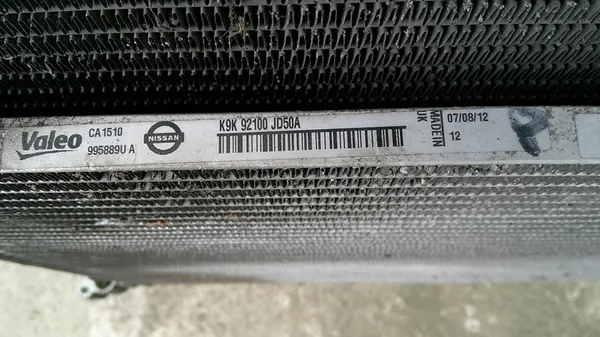 Valeo
CA1510
995889U A
NISSAN
K9K 92100 JD50A
MADE IN
UK
07/08/12
12